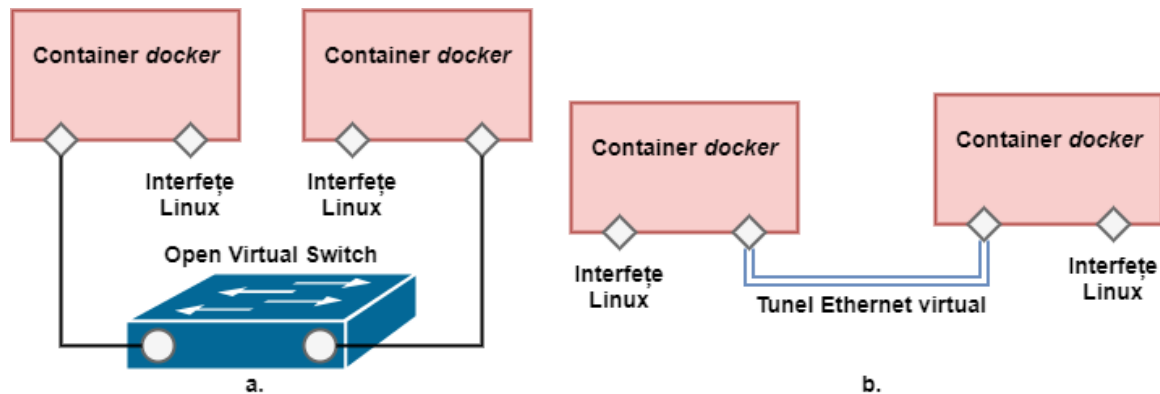 Container docker
Container docker
Interfețe
Linux
Interfețe
Linux
Open Virtual Switch
a.
Container docker
Container docker
Interfețe
Linux
Tunel Ethernet virtual
Interfețe
Linux
b.